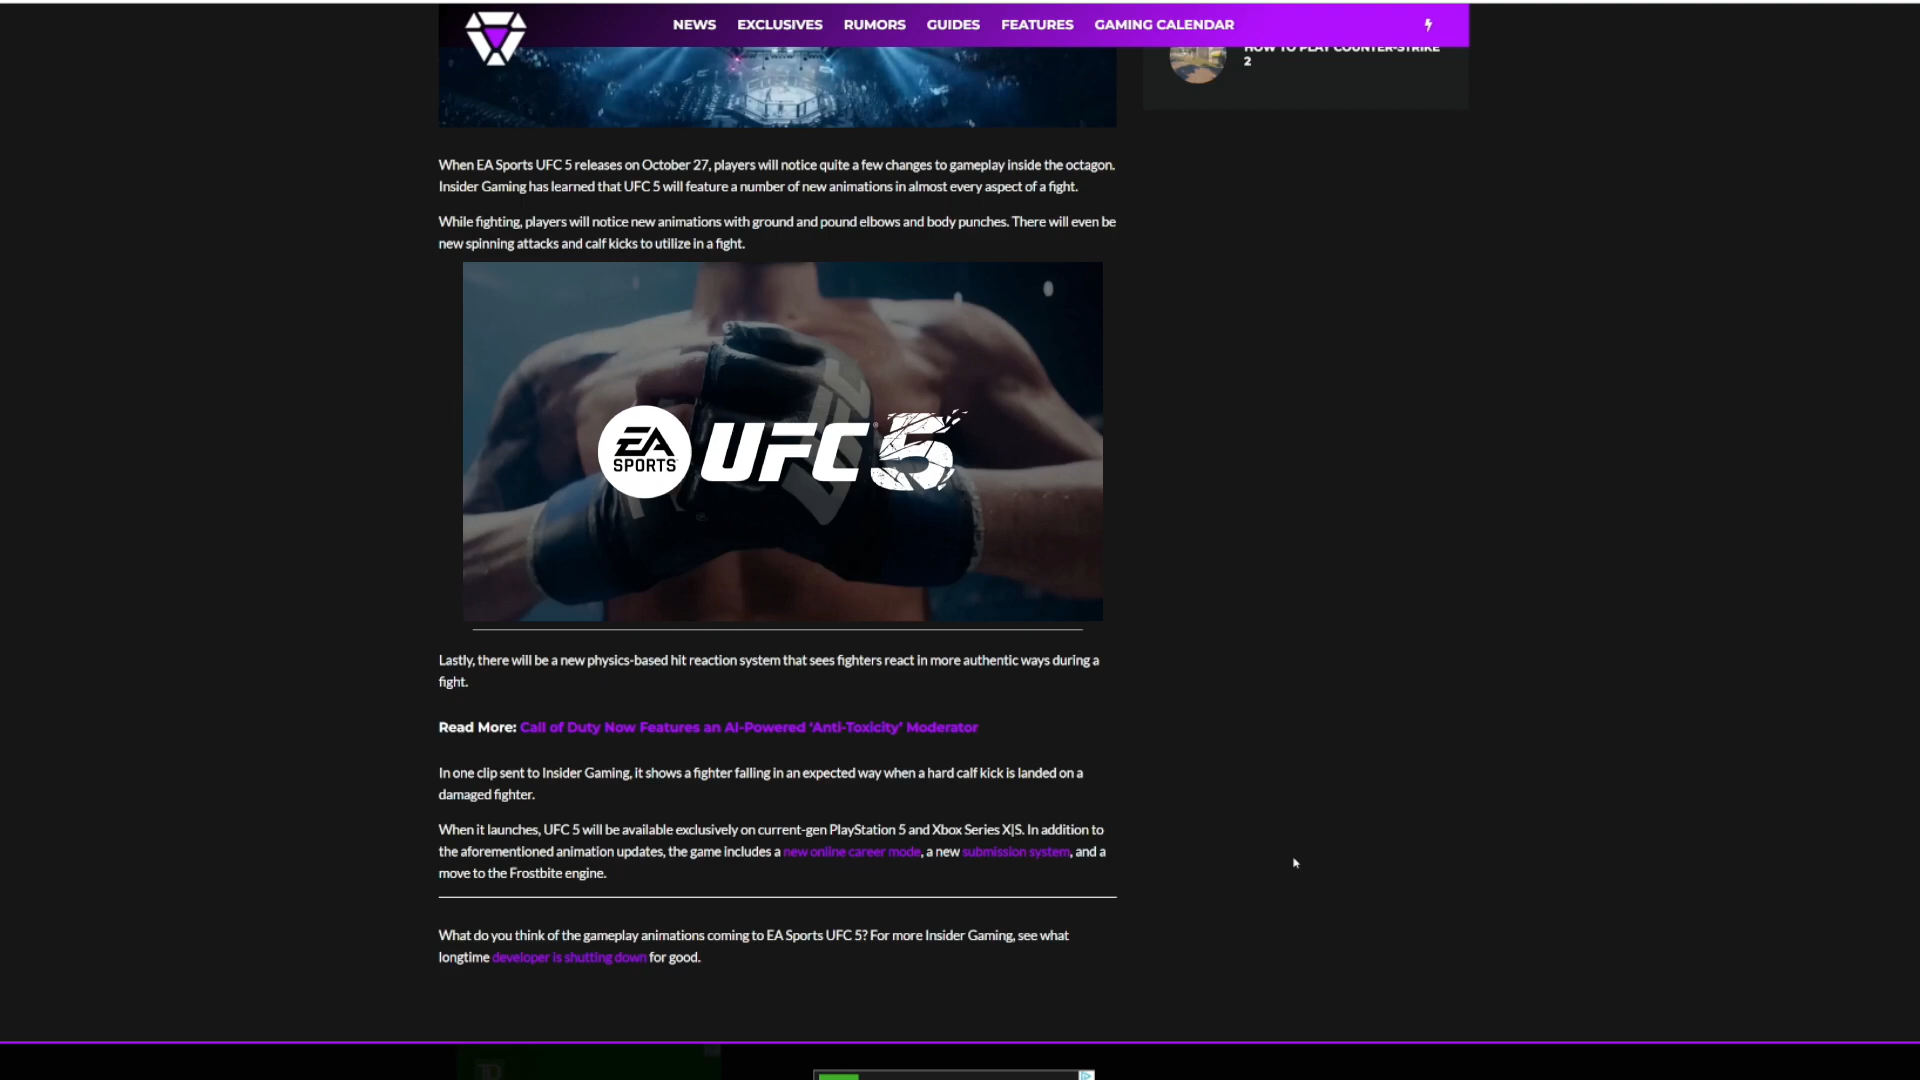 NEWS EXCLUSIVES RUMORS GUIDES FEATURES GAMING CALENDAR
HOW TO PLAY COUNTER-STRIKE
2
When EA Sports UFC 5 releases on October 27, players will notice quite a few changes to gameplay inside the octagon.
Insider Gaming has learned that UFC 5 will feature a number of new animations in almost every aspect of a fight.
While fighting, players will notice new animations with ground and pound elbows and body punches. There will even be
new spinning attacks and calf kicks to utilize in a fight.
EA
SPORTS
UFC 5
Lastly, there will be a new physics-based hit reaction system that sees fighters react in more authentic ways during a
fight.
Read More: Call of Duty Now Features an AI-Powered ‘Anti-Toxicity’ Moderator
In one clip sent to Insider Gaming, it shows a fighter falling in an expected way when a hard calf kick is landed on a
damaged fighter.
When it launches, UFC 5 will be available exclusively on current-gen PlayStation 5 and Xbox Series X|S. In addition to
the aforementioned animation updates, the game includes a new online career mode, a new submission system, and a
move to the Frostbite engine.
What do you think of the gameplay animations coming to EA Sports UFC 5? For more Insider Gaming, see what
longtime developer is shutting down for good.